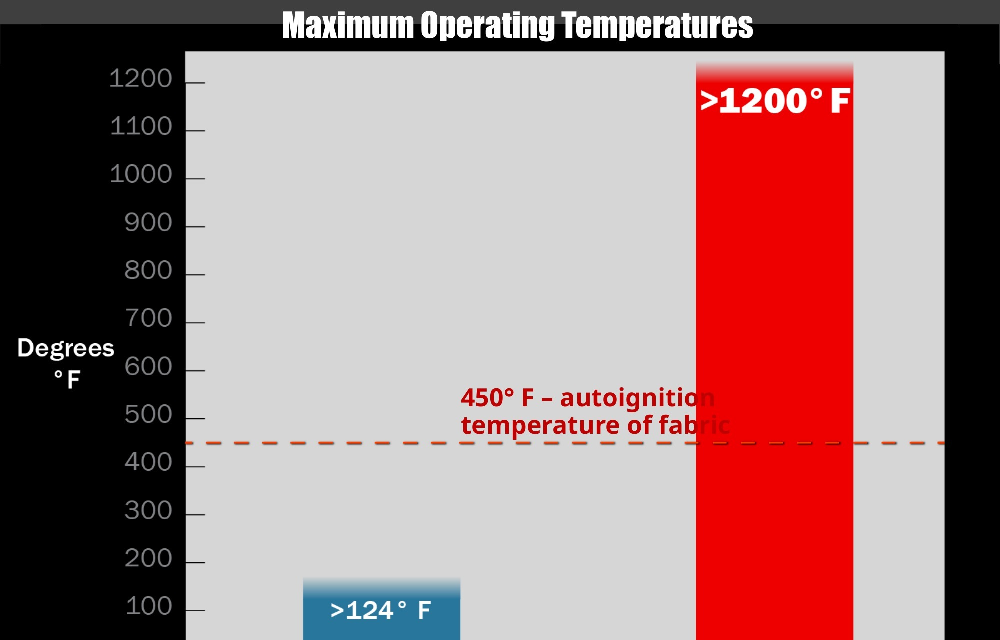 Maximum Operating Temperatures
1200
>1200° F
1100
1000
900
800
700
Degrees
° F
600
450° F – autoignition
temperature of fabric
500
400
300
200
100
>124° F